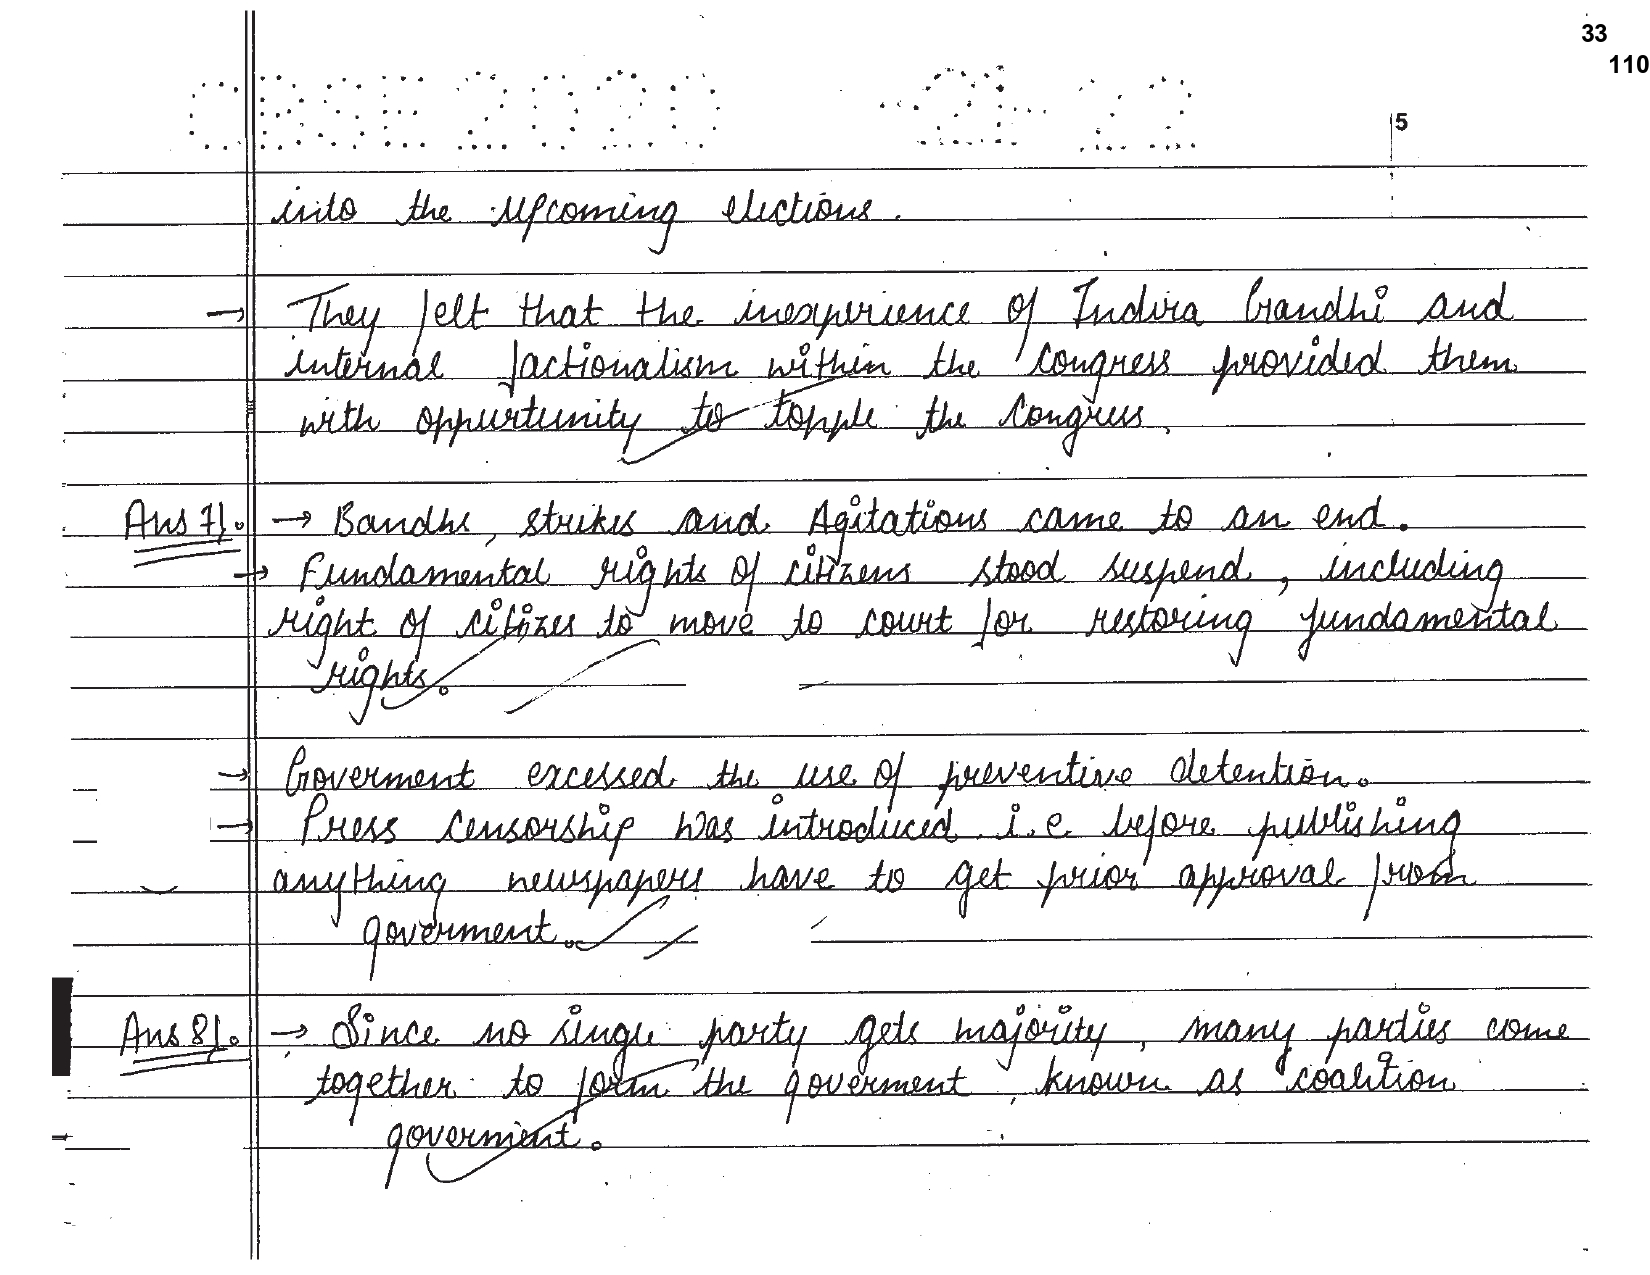 33
110
CBSE 2020
22
5
into the upcoming elections.
→ They felt that the inexperience of Indira Gandhi and
internal factionalism within the Congress provided them
with oppurtunity to topple the Congress.
Ans 7). → Bandhs, strikes and Agitations came to an end.
→ Fundamental rights of citizens stood suspend, including
right of citizes to move to court for restoring fundamental
rights.
→ Goverment excessed the use of preventive detention.
→ Press censorship was introduced i.e. before publishing
anything newspapers have to get prior approval from
goverment.
Ans 8). → Since no single party gets majority, many parties come
together to form the goverment, known as coalition
goverment.